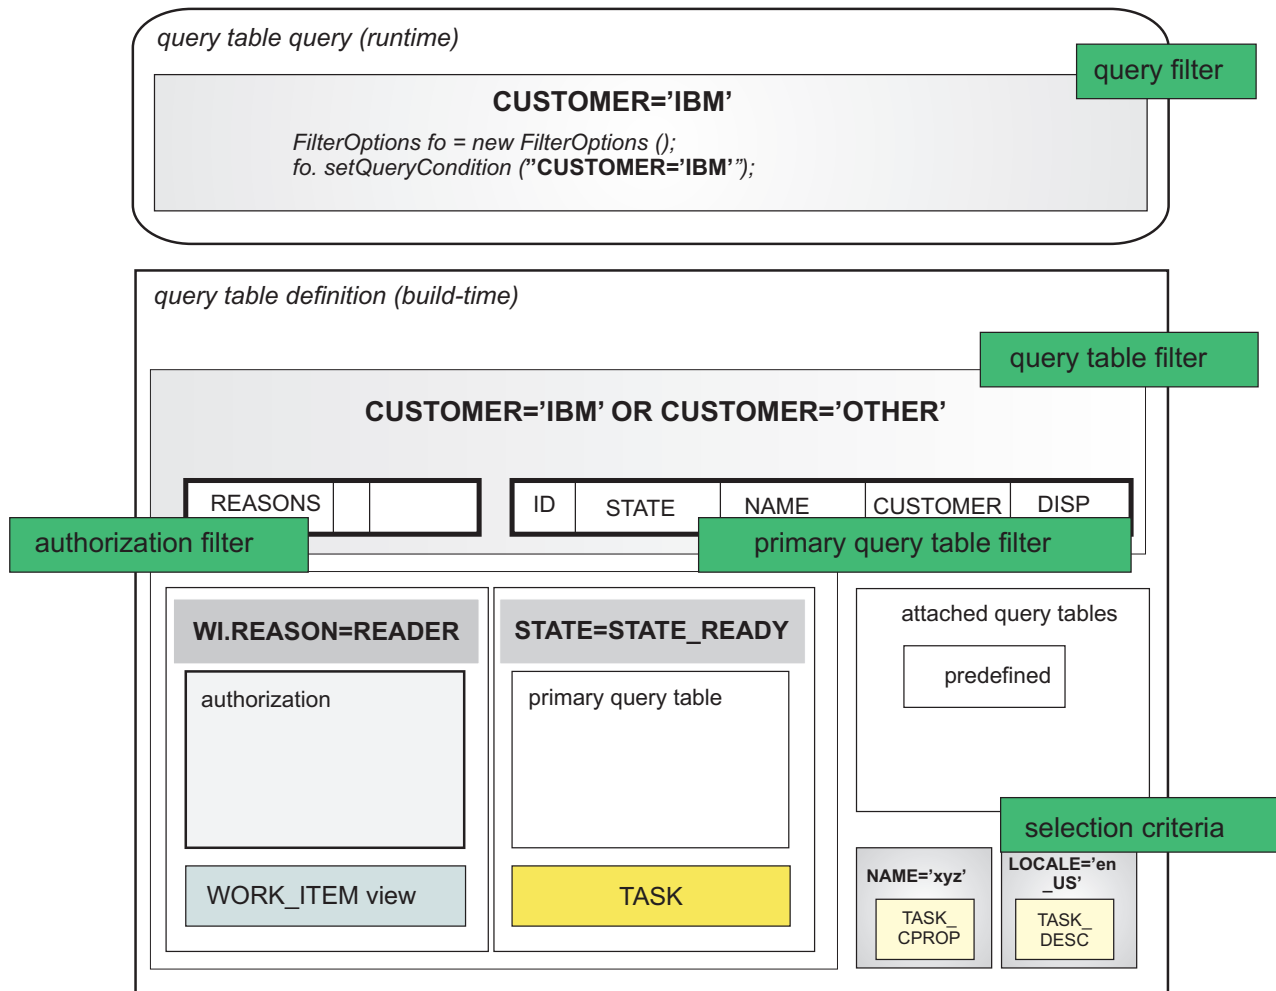 query table query (runtime)
query filter
CUSTOMER=’IBM’
FilterOptions fo = new FilterOptions ();
fo. setQueryCondition (”CUSTOMER=’IBM’”);
query table definition (build-time)
query table filter
CUSTOMER=’IBM’ OR CUSTOMER=’OTHER’
REASONS
ID STATE NAME CUSTOMER DISP
authorization filter
primary query table filter
WI.REASON=READER
STATE=STATE_READY
attached query tables
predefined
authorization
primary query table
selection criteria
WORK_ITEM view
TASK
NAME=’xyz’
TASK_
CPROP
LOCALE=’en
_US’
TASK_
DESC